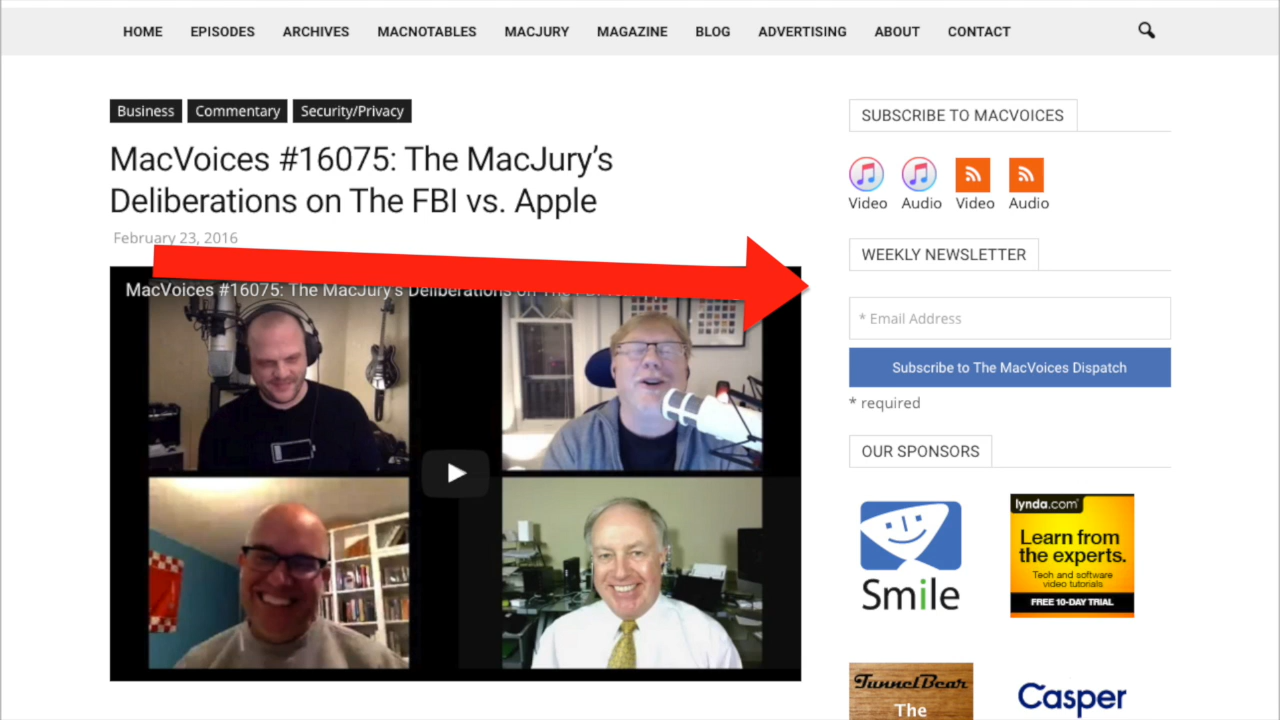 HOME EPISODES ARCHIVES MACNOTABLES MACJURY MAGAZINE BLOG ADVERTISING ABOUT CONTACT
Business Commentary Security/Privacy
MacVoices #16075: The MacJury’s
Deliberations on The FBI vs. Apple
February 23, 2016
MacVoices #16075: The MacJury's Deliberations on The
SUBSCRIBE TO MACVOICES
Video Audio Video Audio
WEEKLY NEWSLETTER
* Email Address
Subscribe to The MacVoices Dispatch
* required
OUR SPONSORS
Smile
lynda.com
Learn from
the experts.
Tech and software
video tutorials
FREE 10-DAY TRIAL
TunnelBear
The
Casper